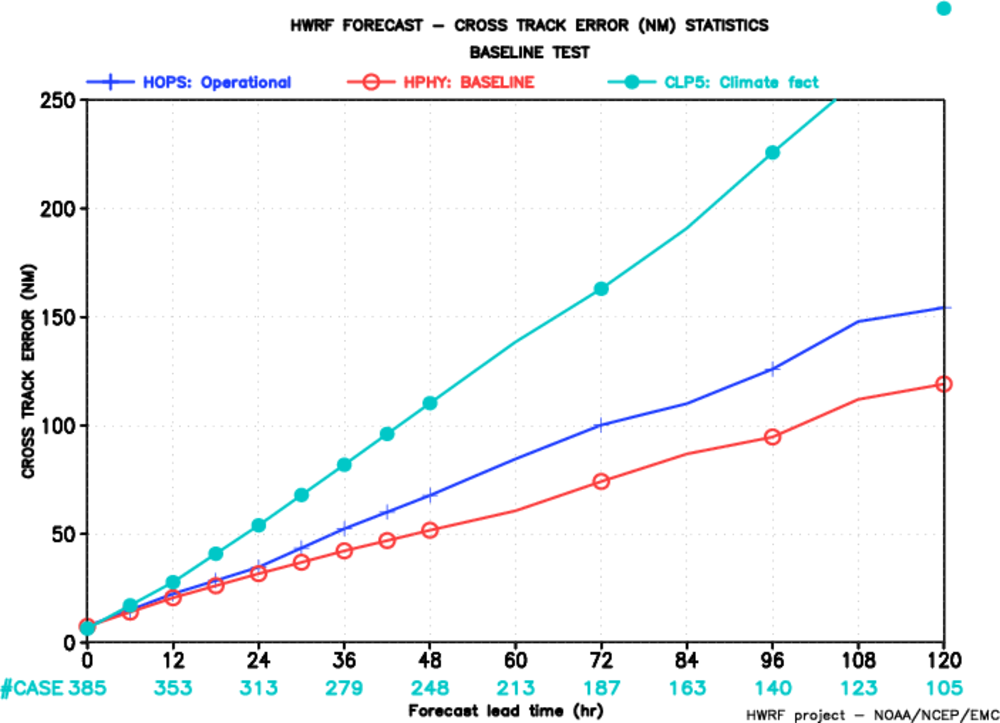 HWRF FORECAST – CROSS TRACK ERROR (NM) STATISTICS
BASELINE TEST
HOPS: Operational HPHY: BASELINE CLP5: Climate fact
CROSS TRACK ERROR (NM)
250
200
150
100
50
0
0 12 24 36 48 60 72 84 96 108 120
#CASE 385 353 313 279 248 213 187 163 140 123 105
Forecast lead time (hr)
HWRF project – NOAA/NCEP/EMC